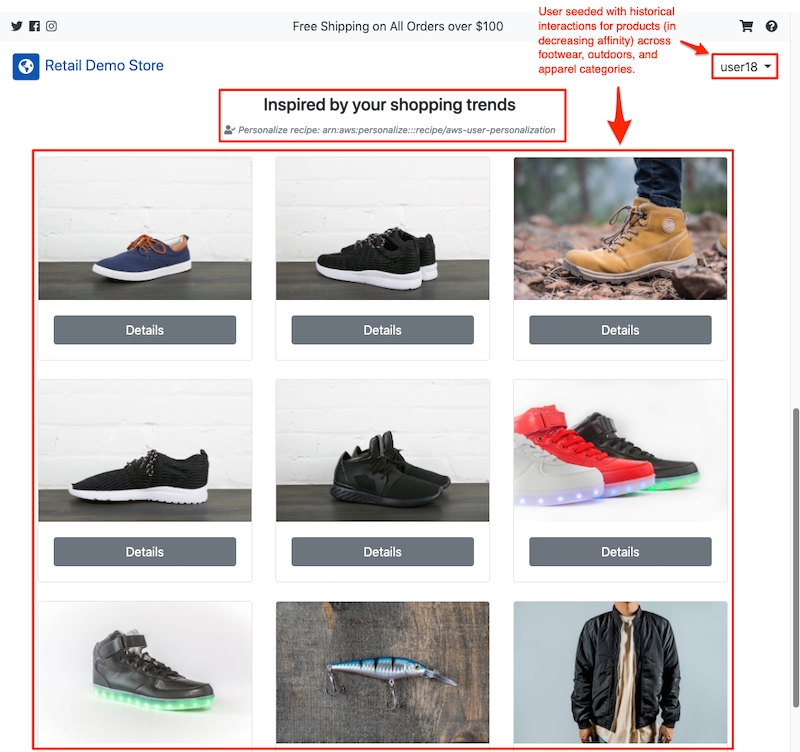 Free Shipping on All Orders over $100
User seeded with historical
interactions for products (in
decreasing affinity) across
footwear, outdoors, and
apparel categories.
Retail Demo Store
user18
Inspired by your shopping trends
Personalize recipe: arn:aws:personalize:::recipe/aws-user-personalization
Details
Details
Details
Details
Details
Details